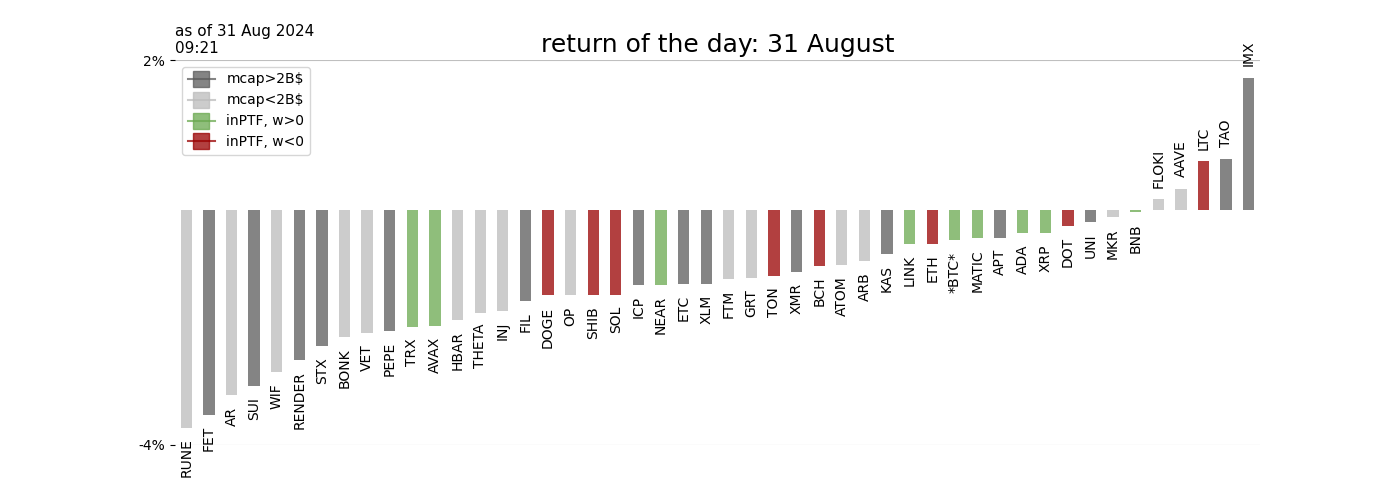 as of 31 Aug 2024
09:21
return of the day: 31 August
2%
mcap>2B$
mcap<2B$
inPTF, w>0
inPTF, w<0
-4%
RUNE
FET
AR
SUI
WIF
RENDER
STX
BONK
VET
PEPE
TRX
AVAX
HBAR
THETA
INJ
FIL
DOGE
OP
SHIB
SOL
ICP
NEAR
ETC
XLM
FTM
GRT
TON
XMR
BCH
ATOM
ARB
KAS
LINK
ETH
*BTC*
MATIC
APT
ADA
XRP
DOT
UNI
MKR
BNB
FLOKI
AAVE
LTC
TAO
IMX